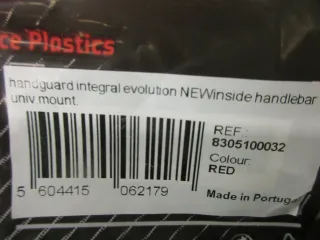 ce Plastics
handguard integral evolution NEWinside handlebar
univ.mount.
REF.:
8305100032
Colour:
RED
5 604415 062179
Made in Portugal